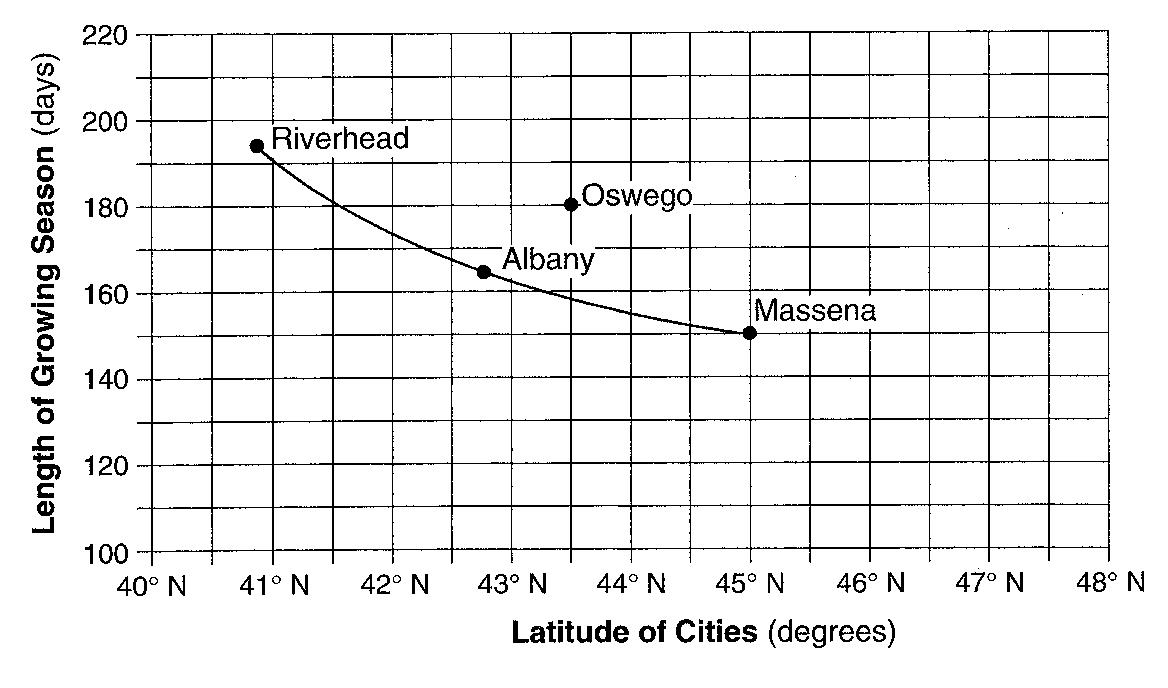 Length of Growing Season (days)
220
200
180
160
140
120
100
Riverhead
Oswego
Albany
Massena
40° N 41° N 42° N 43° N 44° N 45° N 46° N 47° N 48° N
Latitude of Cities (degrees)